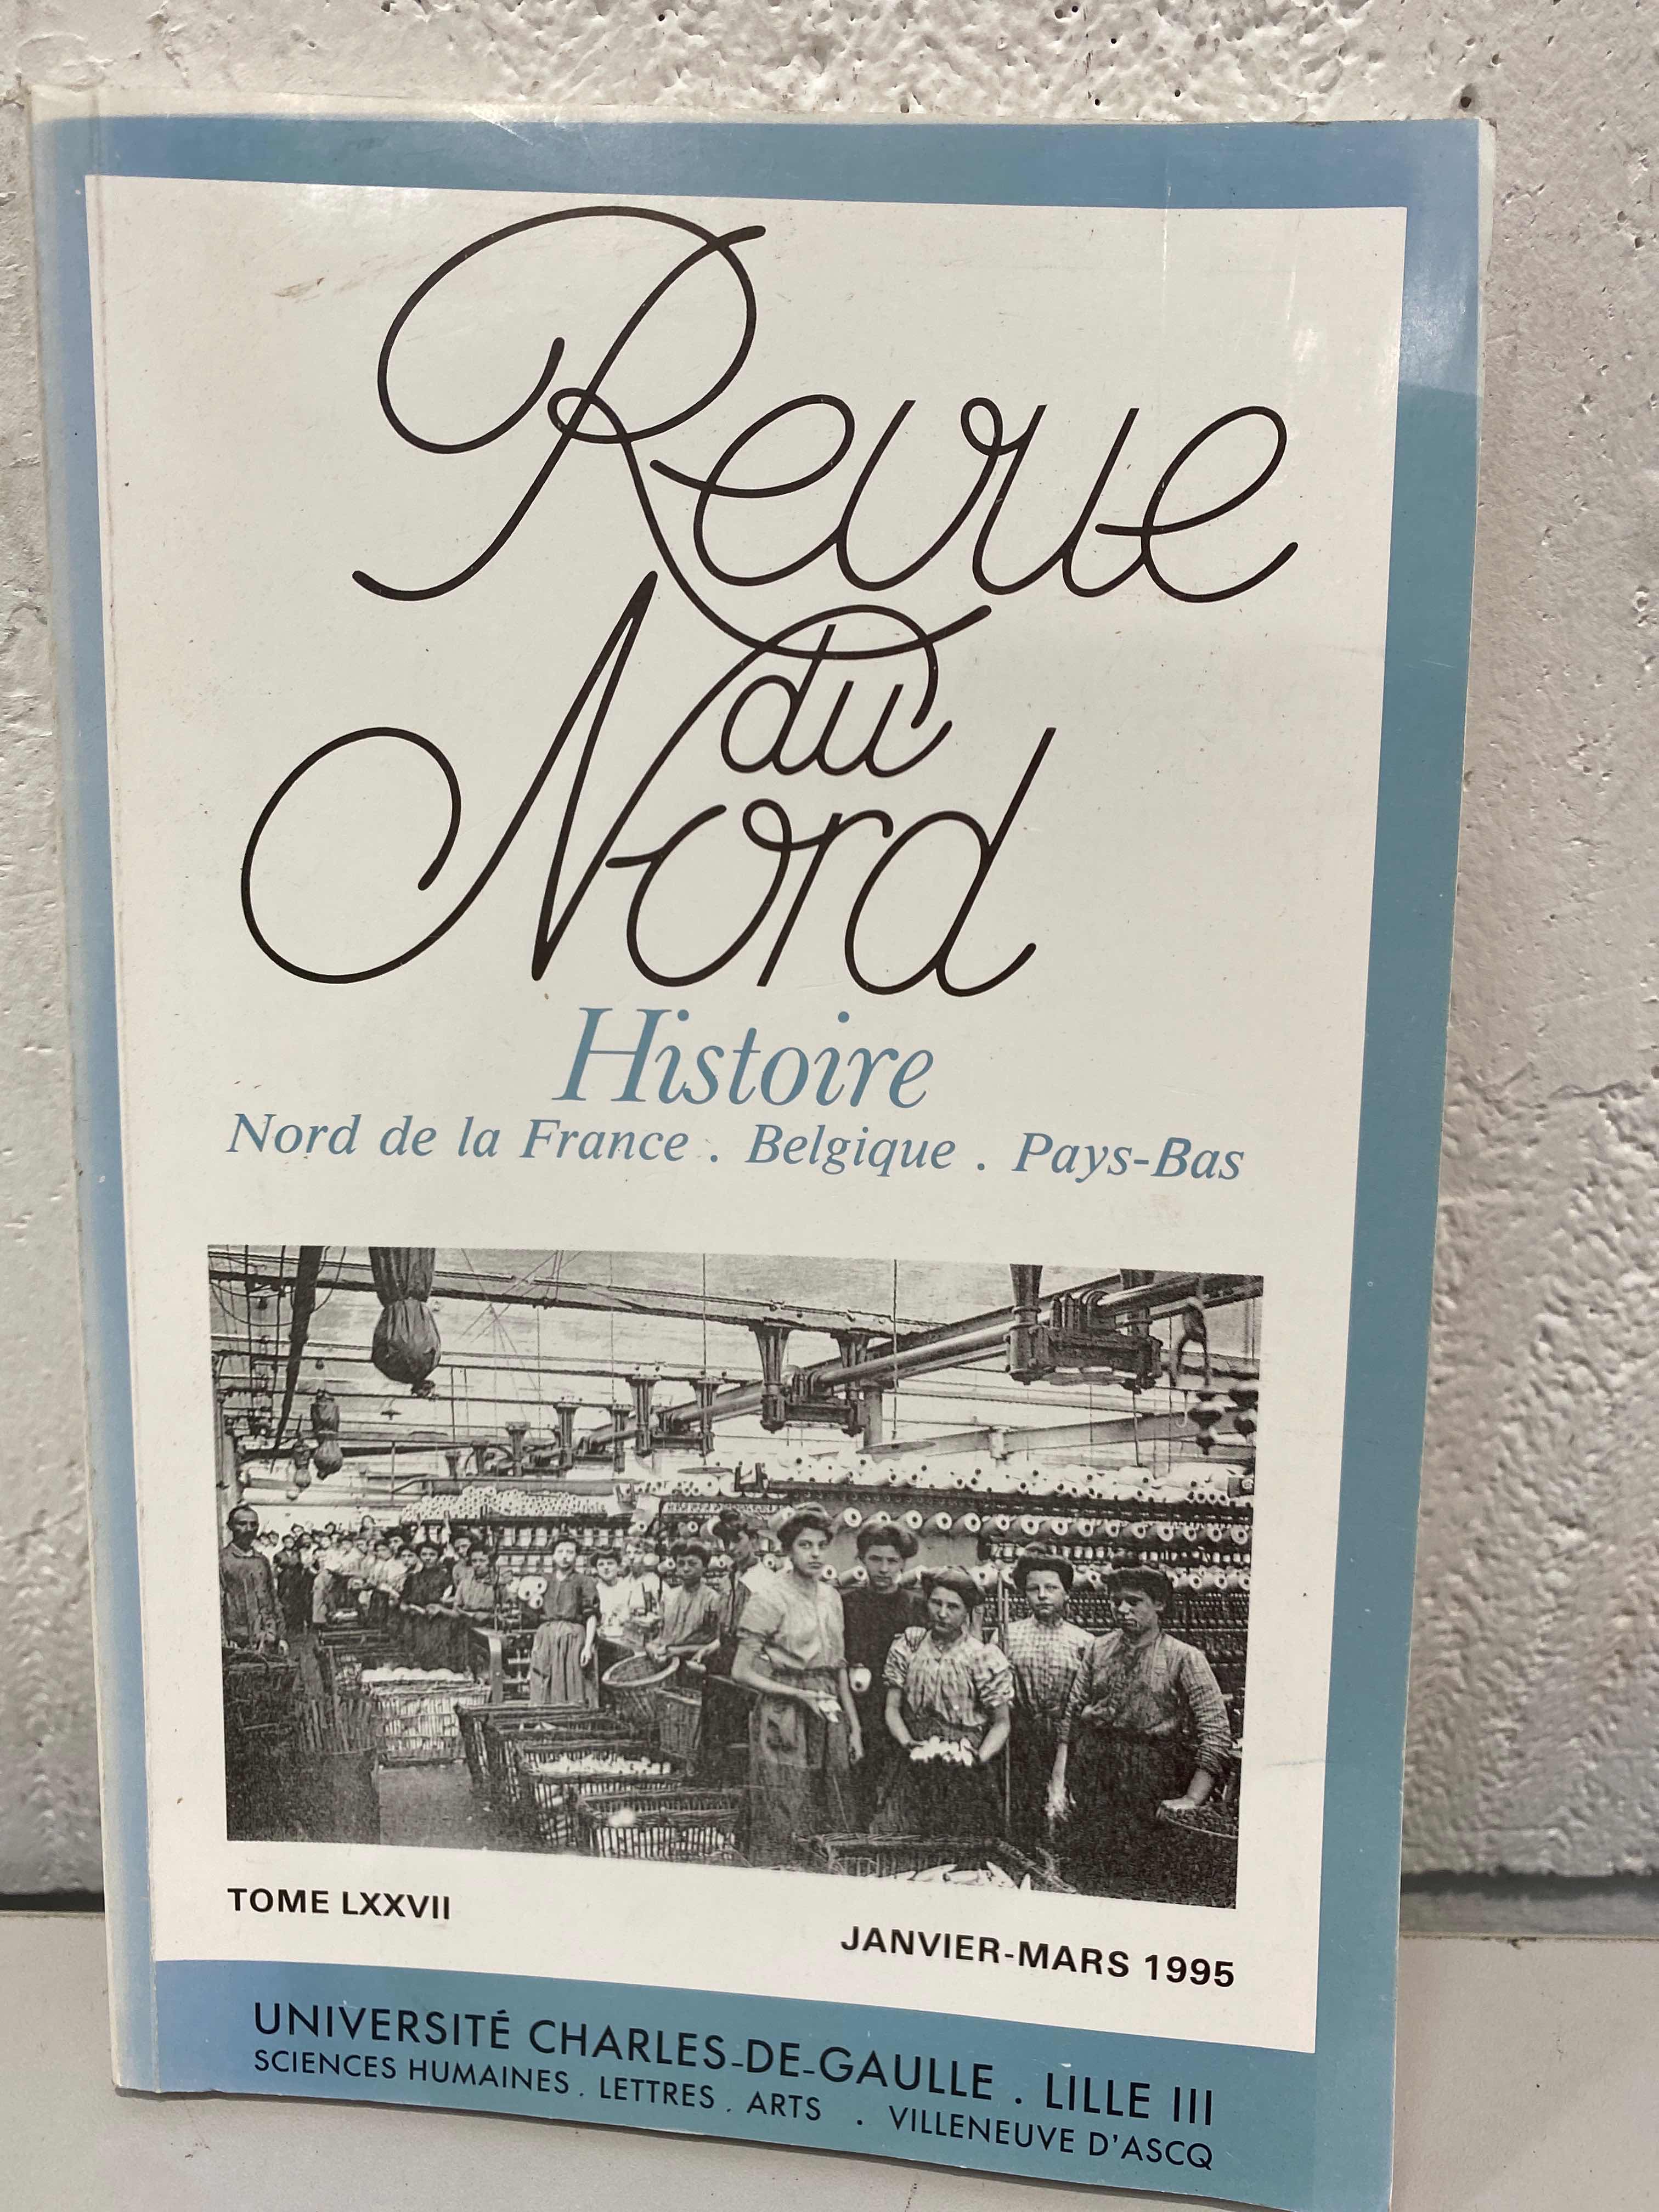 Revue
du
Nord
Histoire
Nord de la France . Belgique . Pays-Bas
TOME LXXVII
JANVIER-MARS 1995
UNIVERSITÉ CHARLES-DE-GAULLE . LILLE III
SCIENCES HUMAINES . LETTRES . ARTS . VILLENEUVE D'ASCQ